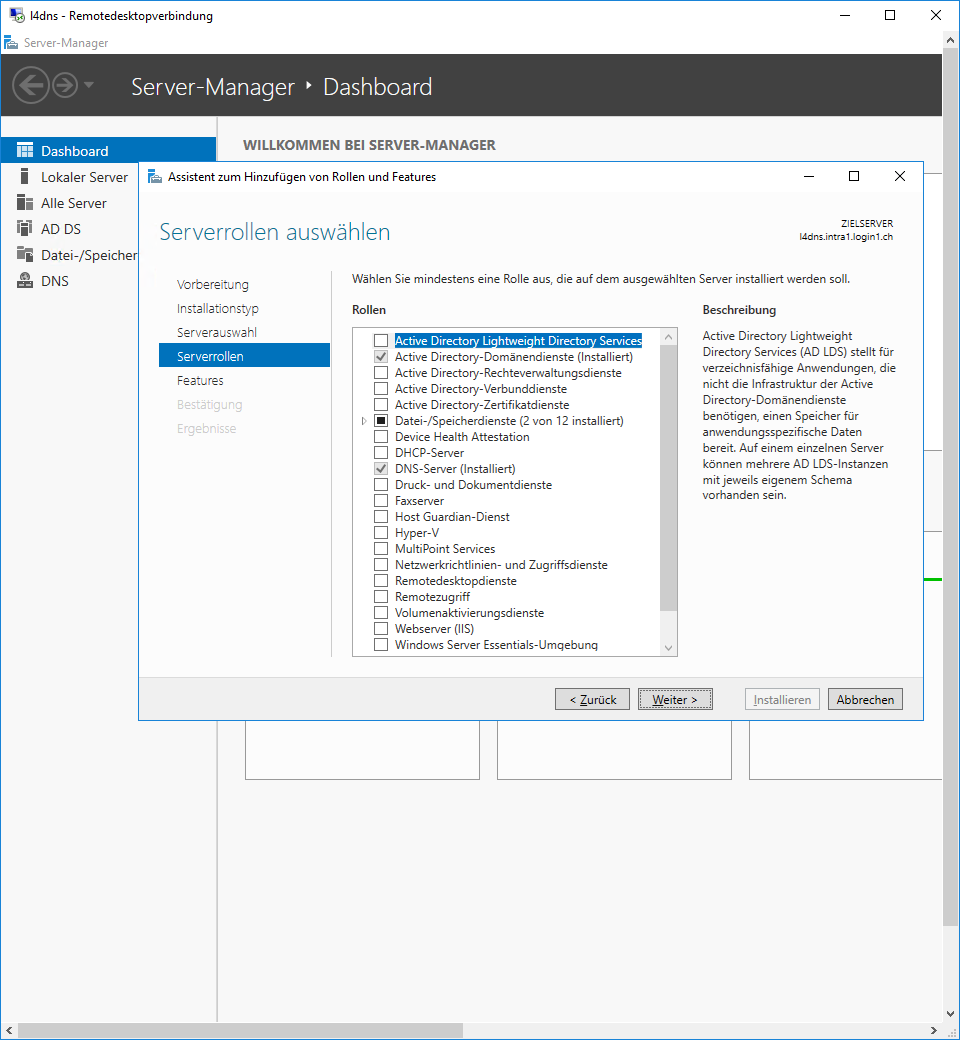 l4dns - Remotedesktopverbindung
Server-Manager
Server-Manager ‣ Dashboard
Dashboard
Lokaler Server
Alle Server
AD DS
Datei-/Speicher
DNS
WILLKOMMEN BEI SERVER-MANAGER
Assistent zum Hinzufügen von Rollen und Features
Serverrollen auswählen
ZIELSERVER
l4dns.intra1.login1.ch
Vorbereitung
Installationstyp
Serverauswahl
Serverrollen
Features
Bestätigung
Ergebnisse
Wählen Sie mindestens eine Rolle aus, die auf dem ausgewählten Server installiert werden soll.
Rollen
Active Directory Lightweight Directory Services
Active Directory-Domänendienste (Installiert)
Active Directory-Rechteverwaltungsdienste
Active Directory-Verbunddienste
Active Directory-Zertifikatdienste
Datei-/Speicherdienste (2 von 12 installiert)
Device Health Attestation
DHCP-Server
DNS-Server (Installiert)
Druck- und Dokumentdienste
Faxserver
Host Guardian-Dienst
Hyper-V
MultiPoint Services
Netzwerkrichtlinien- und Zugriffsdienste
Remotedesktopdienste
Remotezugriff
Volumenaktivierungsdienste
Webserver (IIS)
Windows Server Essentials-Umgebung
Beschreibung
Active Directory Lightweight
Directory Services (AD LDS) stellt für
verzeichnisfähige Anwendungen, die
nicht die Infrastruktur der Active
Directory-Domänendienste
benötigen, einen Speicher für
anwendungsspezifische Daten
bereit. Auf einem einzelnen Server
können mehrere AD LDS-Instanzen
mit jeweils eigenem Schema
vorhanden sein.
< Zurück
Weiter >
Installieren
Abbrechen